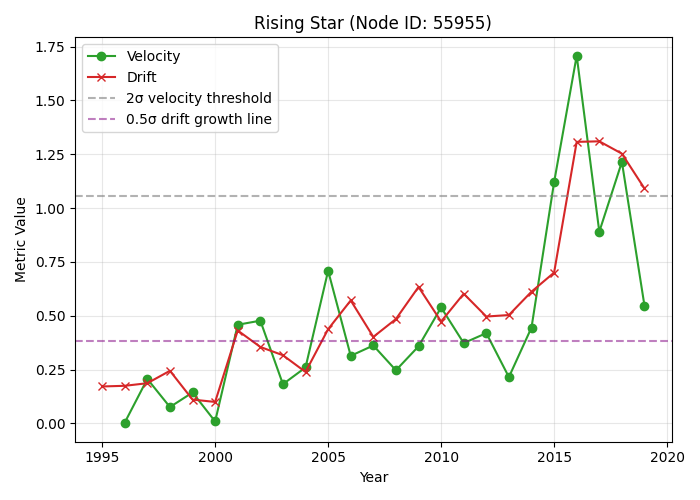 Rising Star (Node ID: 55955)
Velocity
Drift
2σ velocity threshold
0.5σ drift growth line
Metric Value
1.75
1.50
1.25
1.00
0.75
0.50
0.25
0.00
1995
2000
2005
2010
2015
2020
Year